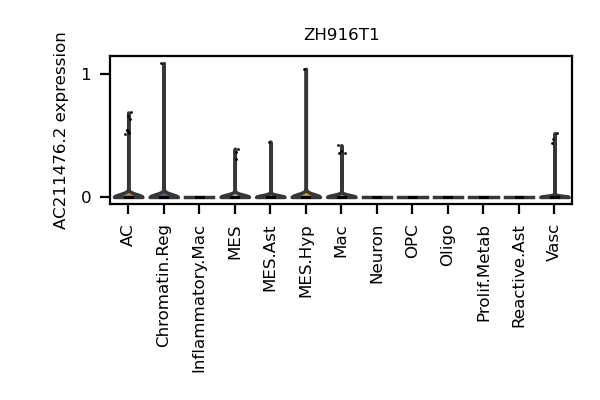 ZH916T1
AC211476.2 expression
1
0
AC
Chromatin.Reg
Inflammatory.Mac
MES
MES.Ast
MES.Hyp
Mac
Neuron
OPC
Oligo
Prolif.Metab
Reactive.Ast
Vasc